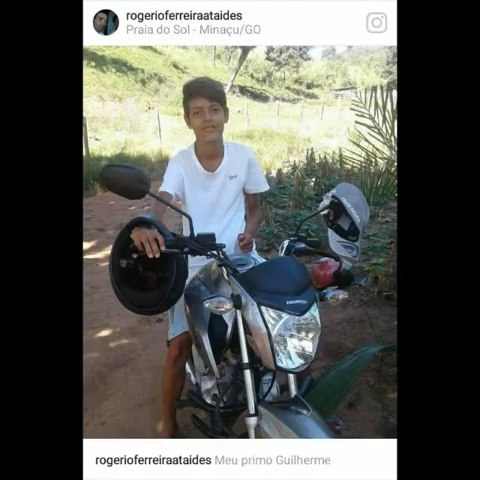 rogerioferreiraataides
Praia do Sol - Minaçu/GO
HONDA
rogerioferreiraataides Meu primo Guilherme